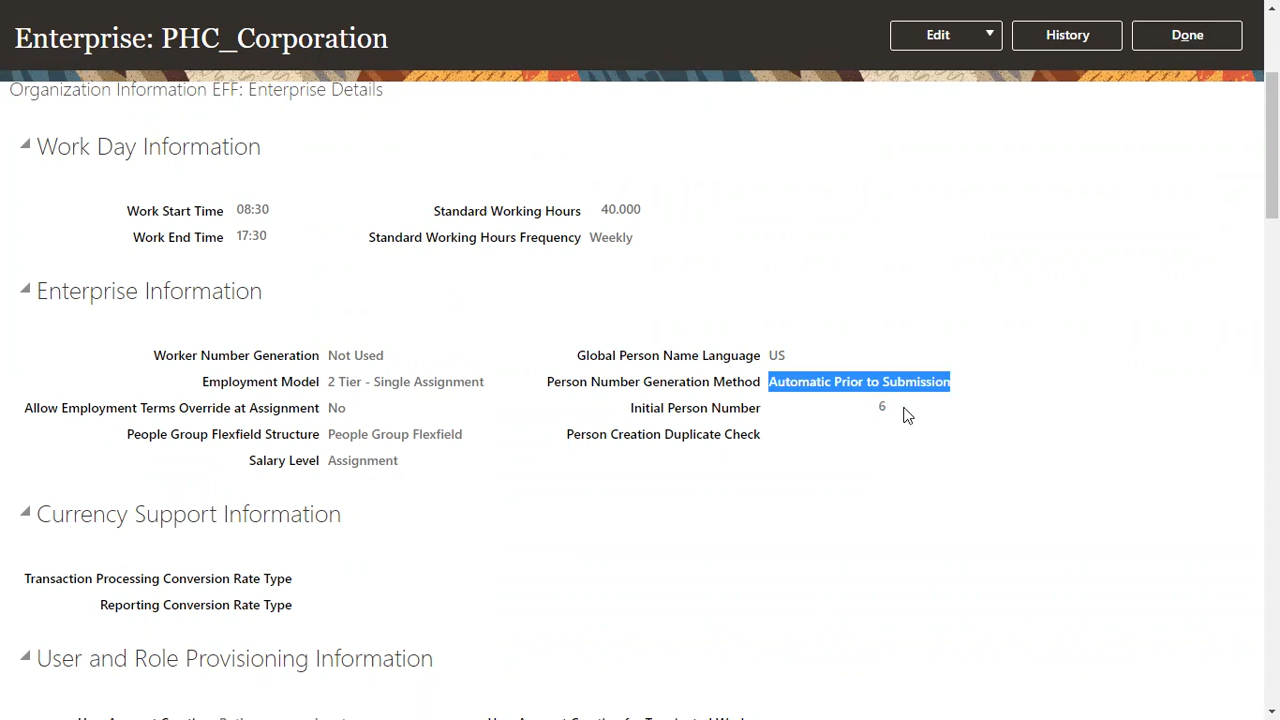 Enterprise: PHC_Corporation
Edit
History
Done
Organization Information EFF: Enterprise Details
Work Day Information
Work Start Time 08:30 Standard Working Hours 40.000
Work End Time 17:30 Standard Working Hours Frequency Weekly
Enterprise Information
Worker Number Generation Not Used Global Person Name Language US
Employment Model 2 Tier - Single Assignment Person Number Generation Method Automatic Prior to Submission
Allow Employment Terms Override at Assignment No Initial Person Number 6
People Group Flexfield Structure People Group Flexfield Person Creation Duplicate Check
Salary Level Assignment
Currency Support Information
Transaction Processing Conversion Rate Type
Reporting Conversion Rate Type
User and Role Provisioning Information